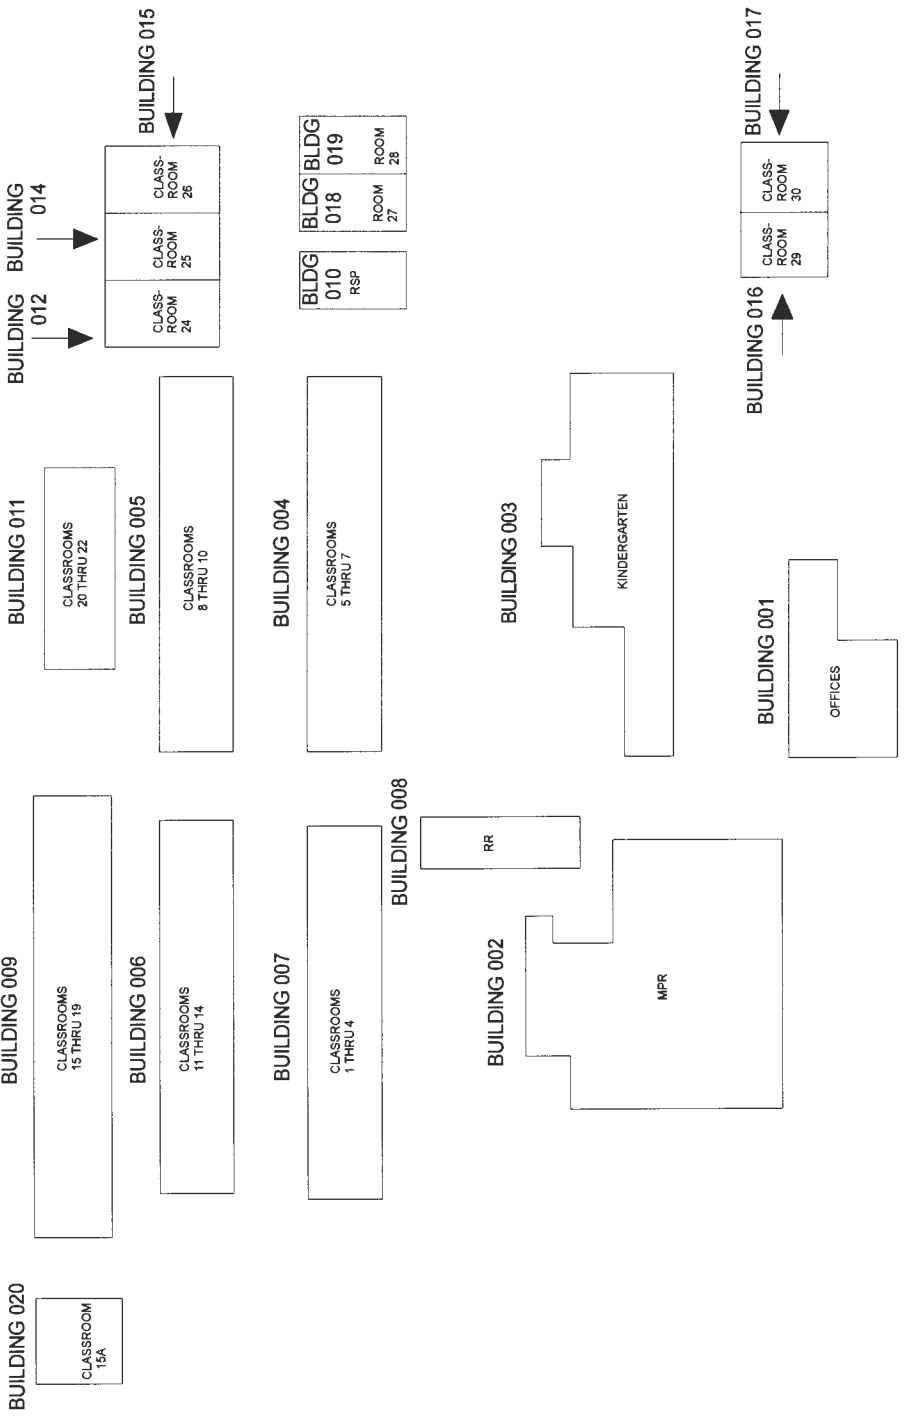 BUILDING 020
CLASSROOM
15A
BUILDING 009
CLASSROOMS
15 THRU 19
BUILDING 011
CLASSROOMS
20 THRU 22
BUILDING
012
BUILDING
014
BUILDING 015
CLASS-
ROOM
24
CLASS-
ROOM
25
CLASS-
ROOM
26
BUILDING 006
CLASSROOMS
11 THRU 14
BUILDING 005
CLASSROOMS
8 THRU 10
BUILDING 007
CLASSROOMS
1 THRU 4
BUILDING 004
CLASSROOMS
5 THRU 7
BLDG
010
RSP
BLDG
018
ROOM
27
BLDG
019
ROOM
28
BUILDING 008
RR
BUILDING 002
MPR
BUILDING 003
KINDERGARTEN
BUILDING 001
OFFICES
BUILDING 016
CLASS-
ROOM
29
CLASS-
ROOM
30
BUILDING 017